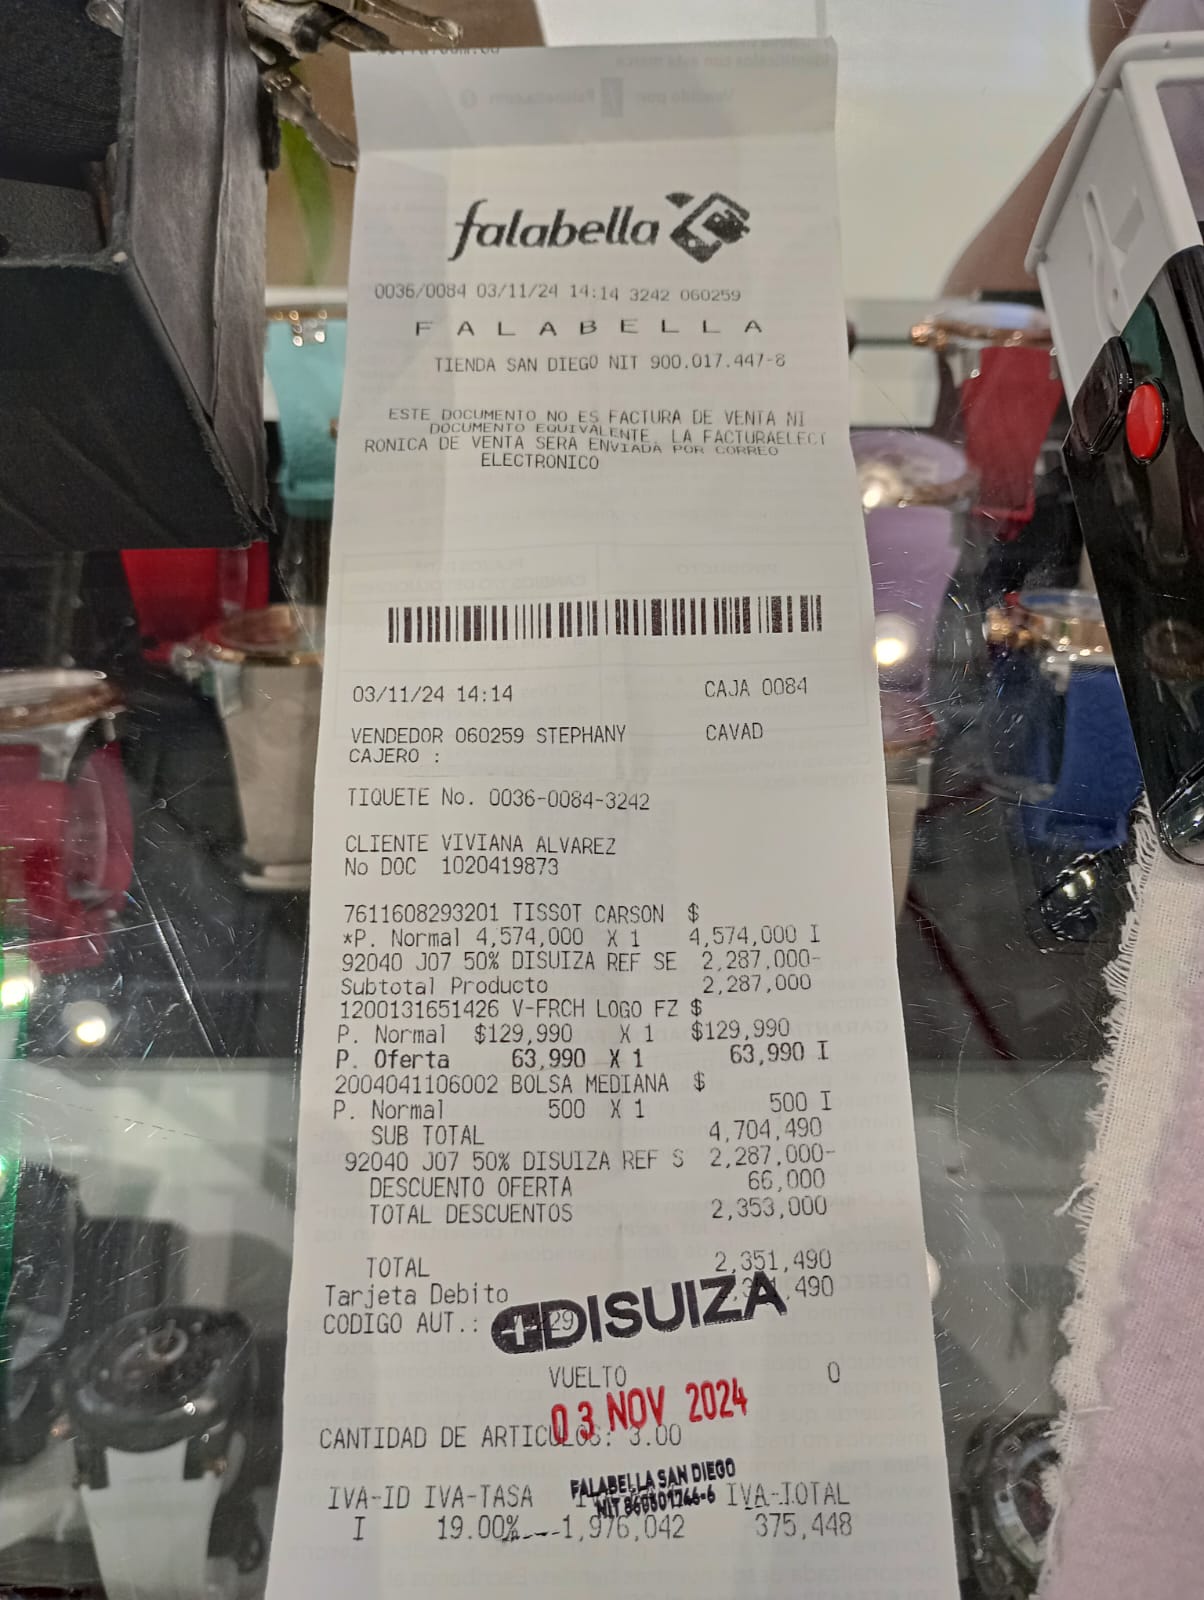 falabella
0036/0084 03/11/24 14:14 3242 060259
FALABELLA
TIENDA SAN DIEGO NIT 900.017.447-8
ESTE DOCUMENTO NO ES FACTURA DE VENTA NI
DOCUMENTO EQUIVALENTE, LA FACTURAELECT
RONICA DE VENTA SERA ENVIADA POR CORREO
ELECTRONICO
03/11/24 14:14 CAJA 0084
VENDEDOR 060259 STEPHANY CAVAD
CAJERO :
TIQUETE No. 0036-0084-3242
CLIENTE VIVIANA ALVAREZ
No DOC 1020419873
7611608293201 TISSOT CARSON $
*P. Normal 4,574,000 X 1 4,574,000 I
92040 J07 50% DISUIZA REF SE 2,287,000-
Subtotal Producto 2,287,000
1200131651426 V-FRCH LOGO FZ $
P. Normal $129,990 X 1 $129,990
P. Oferta 63,990 X 1 63,990 I
2004041106002 BOLSA MEDIANA $
P. Normal 500 X 1 500 I
SUB TOTAL 4,704,490
92040 J07 50% DISUIZA REF S 2,287,000-
DESCUENTO OFERTA 66,000
TOTAL DESCUENTOS 2,353,000
TOTAL 2,351,490
Tarjeta Debito
CODIGO AUT.:
DISUIZA
VUELTO 0
03 NOV 2024
CANTIDAD DE ARTICULOS: 3.00
FALABELLA SAN DIEGO
NIT
IVA-ID IVA-TASA IVA-TOTAL
I 19.00% 1,976,042 375,448